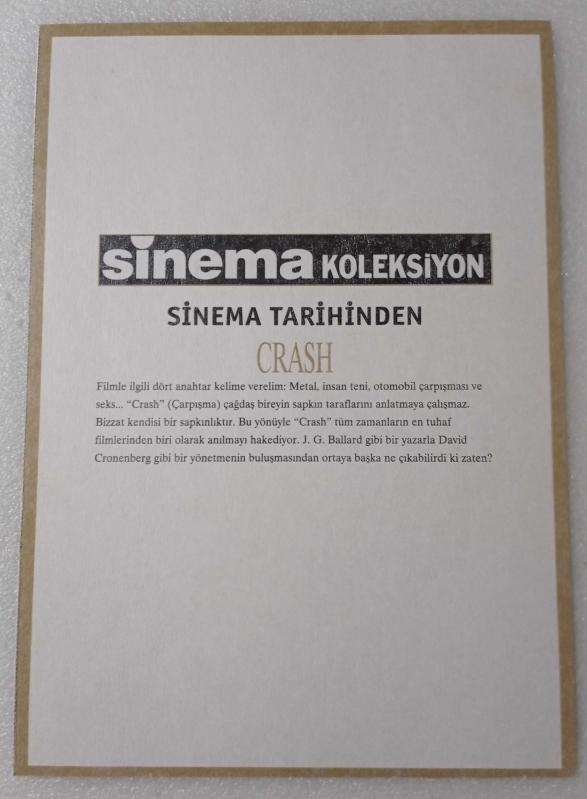 sinema KOLEKSiYON
SİNEMA TARİHİNDEN
CRASH
Filmle ilgili dört anahtar kelime verelim: Metal, insan teni, otomobil çarpışması ve
seks... “Crash” (Çarpışma) çağdaş bireyin sapkın taraflarını anlatmaya çalışmaz.
Bizzat kendisi bir sapkınlıktır. Bu yönüyle “Crash” tüm zamanların en tuhaf
filmlerinden biri olarak anılmayı hakediyor. J. G. Ballard gibi bir yazarla David
Cronenberg gibi bir yönetmenin buluşmasından ortaya başka ne çıkabilirdi ki zaten?